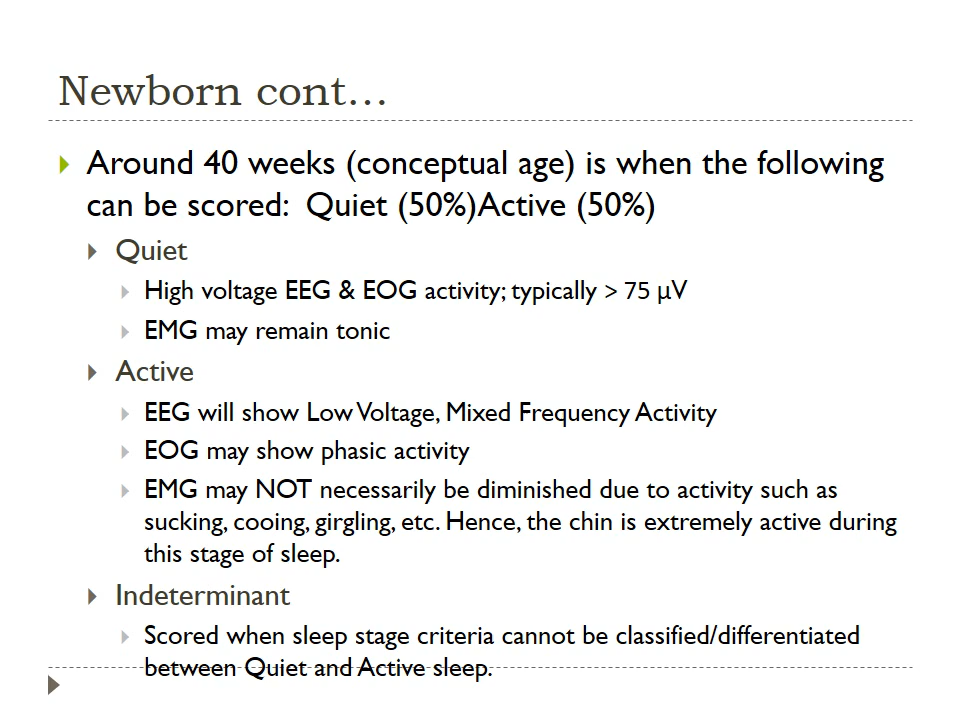 Newborn cont…
Around 40 weeks (conceptual age) is when the following
can be scored:  Quiet (50%)Active (50%)
Quiet
High voltage EEG & EOG activity; typically > 75 µV
EMG may remain tonic
Active
EEG will show Low Voltage, Mixed Frequency Activity
EOG may show phasic activity
EMG may NOT necessarily be diminished due to activity such as
sucking, cooing, girgling, etc. Hence, the chin is extremely active during
this stage of sleep.
Indeterminant
Scored when sleep stage criteria cannot be classified/differentiated
between Quiet and Active sleep.